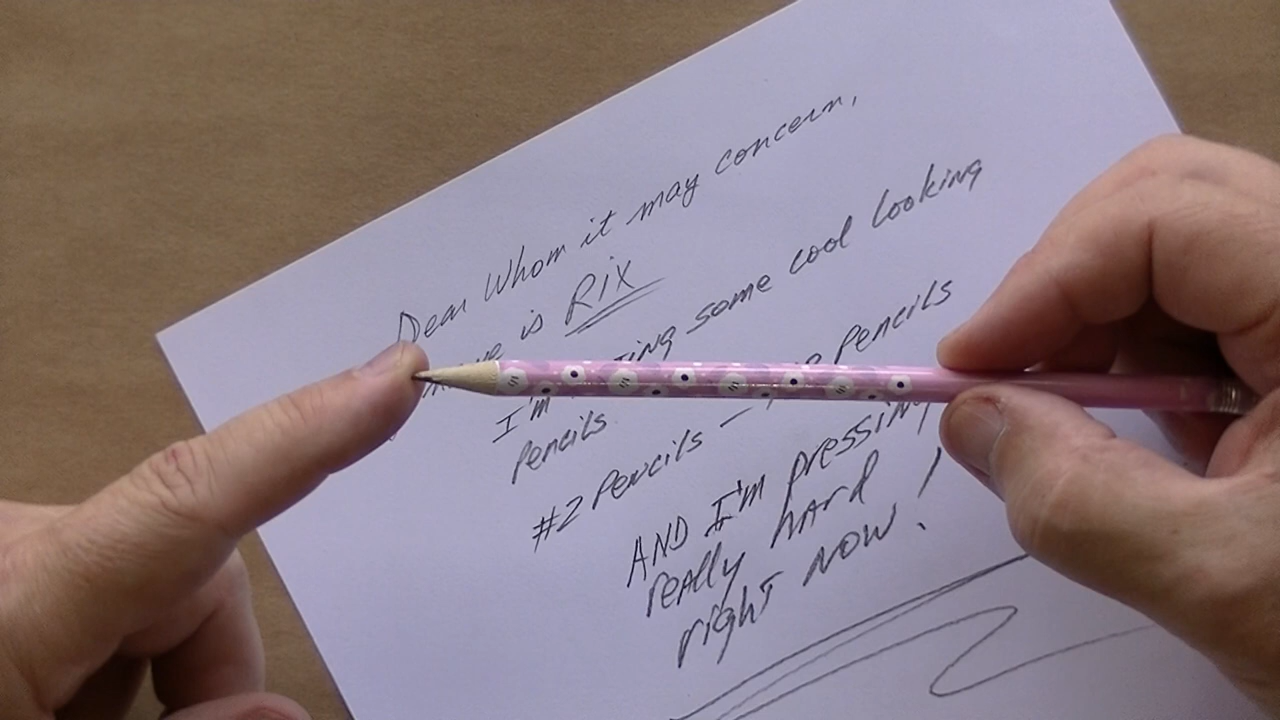 Dear Whom it may concern,
is RIX
I'm some cool looking
pencils
#2 Pencils — Pencils
AND I'm pressing
really hard
right now!